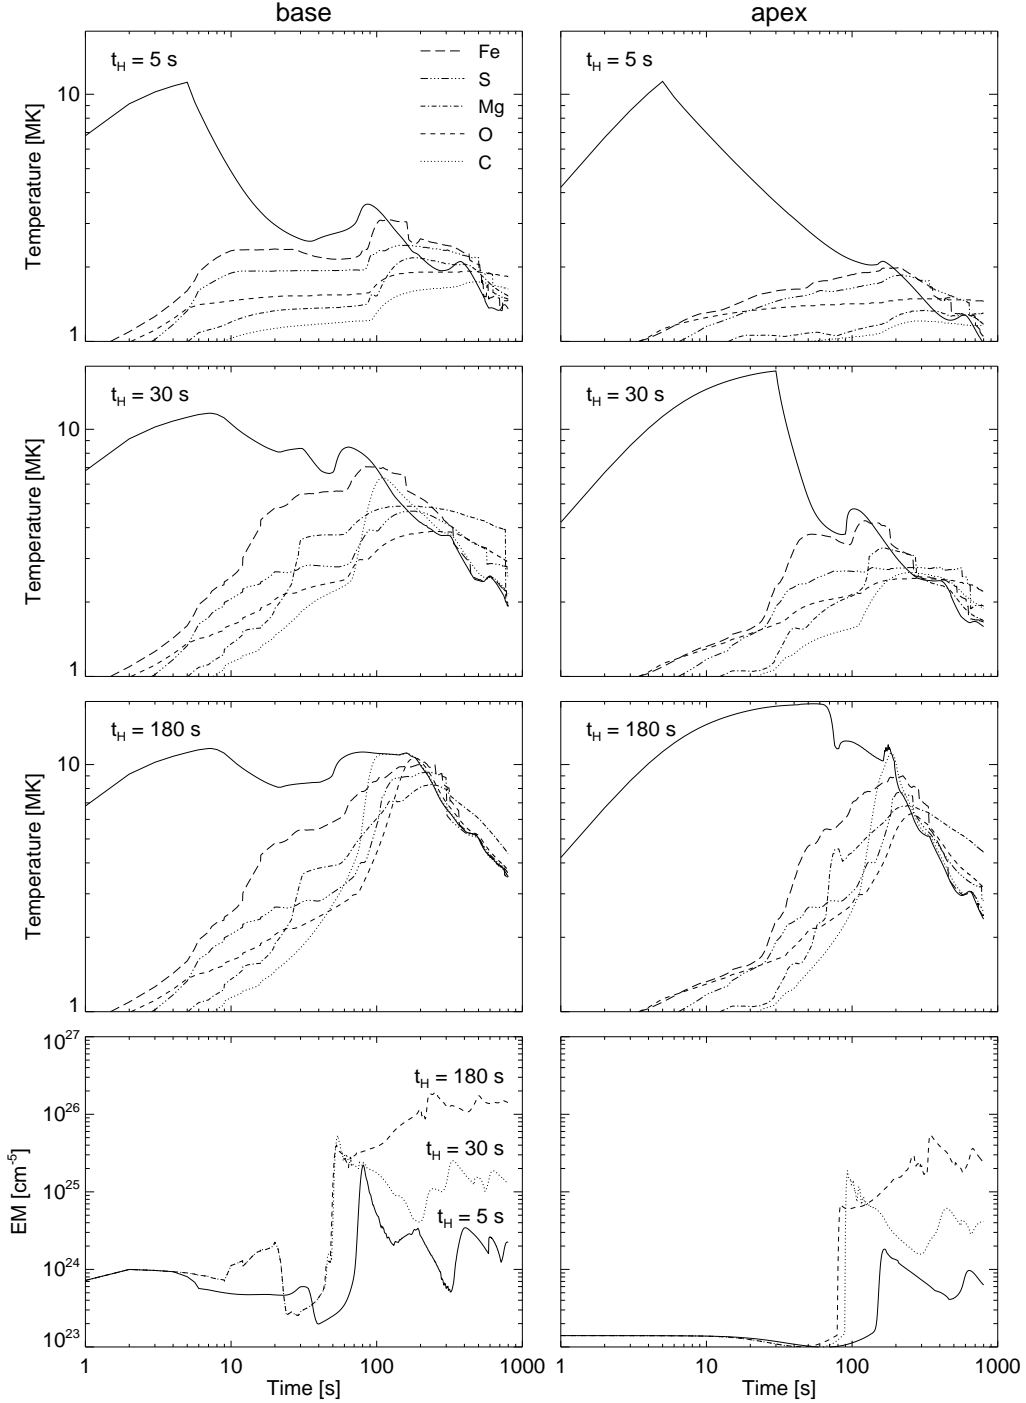 base apex
t_H = 5 s
Fe
S
Mg
O
C
t_H = 5 s
Temperature [MK]
10
1
t_H = 30 s
t_H = 30 s
Temperature [MK]
10
1
t_H = 180 s
t_H = 180 s
Temperature [MK]
10
1
10^27
10^26
10^25
10^24
10^23
EM [cm^-5]
t_H = 180 s
t_H = 30 s
t_H = 5 s
1 10 100 1000 1 10 100 1000
Time [s] Time [s]